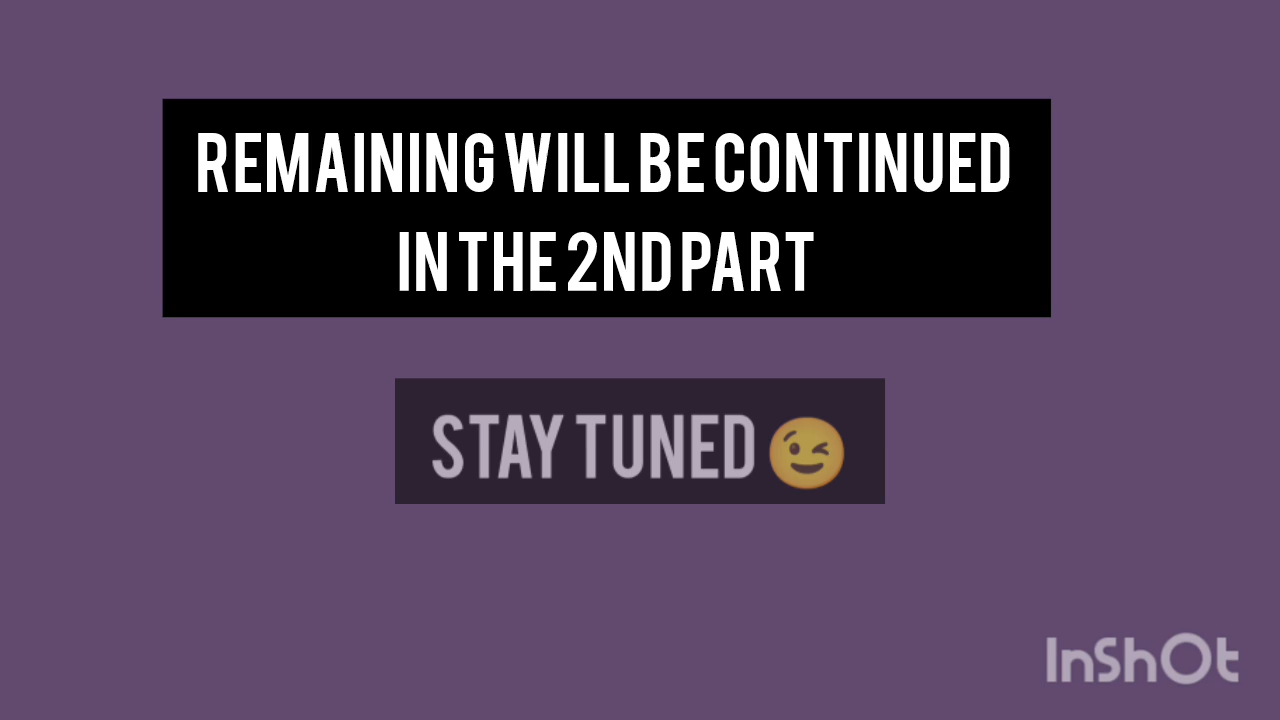 REMAINING WILL BE CONTINUED
IN THE 2ND PART
STAY TUNED 😉
InShOt